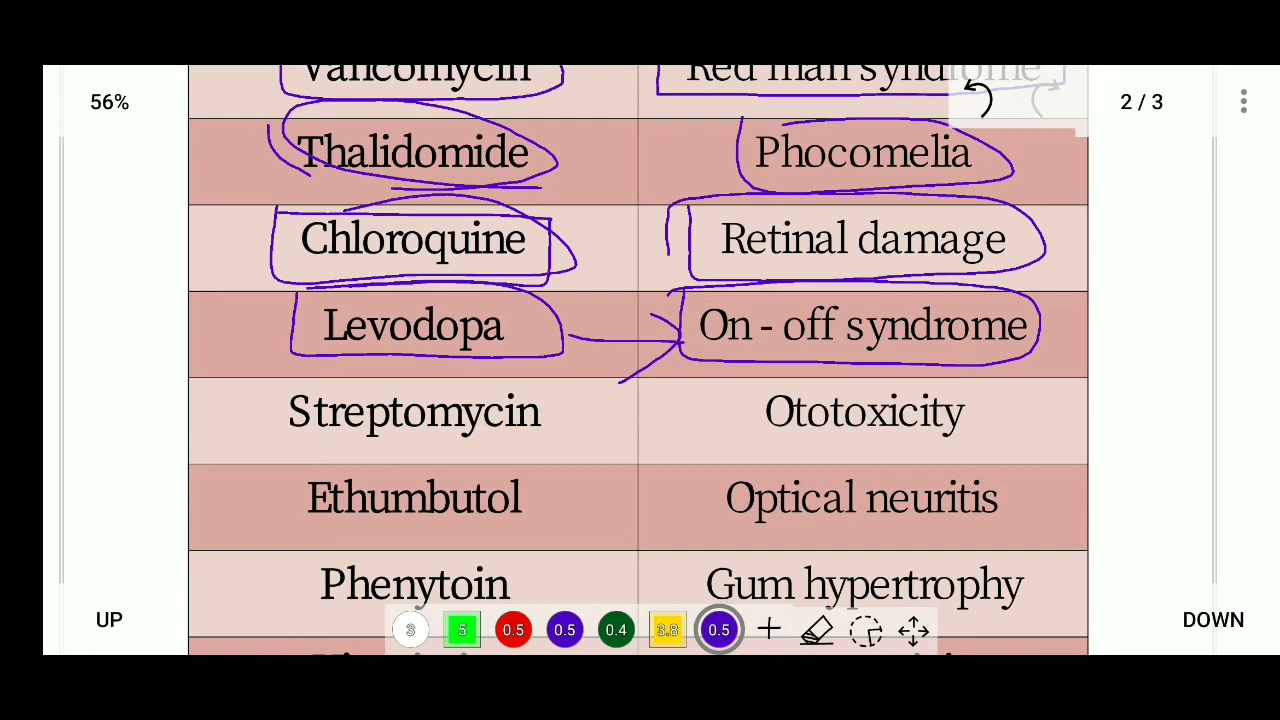 Vancomycin Red man syndrome
56% 2 / 3
Thalidomide Phocomelia
Chloroquine Retinal damage
Levodopa On - off syndrome
Streptomycin Ototoxicity
Ethumbutol Optical neuritis
Phenytoin Gum hypertrophy
UP 3 5 0.5 0.5 0.4 3.8 0.5 DOWN